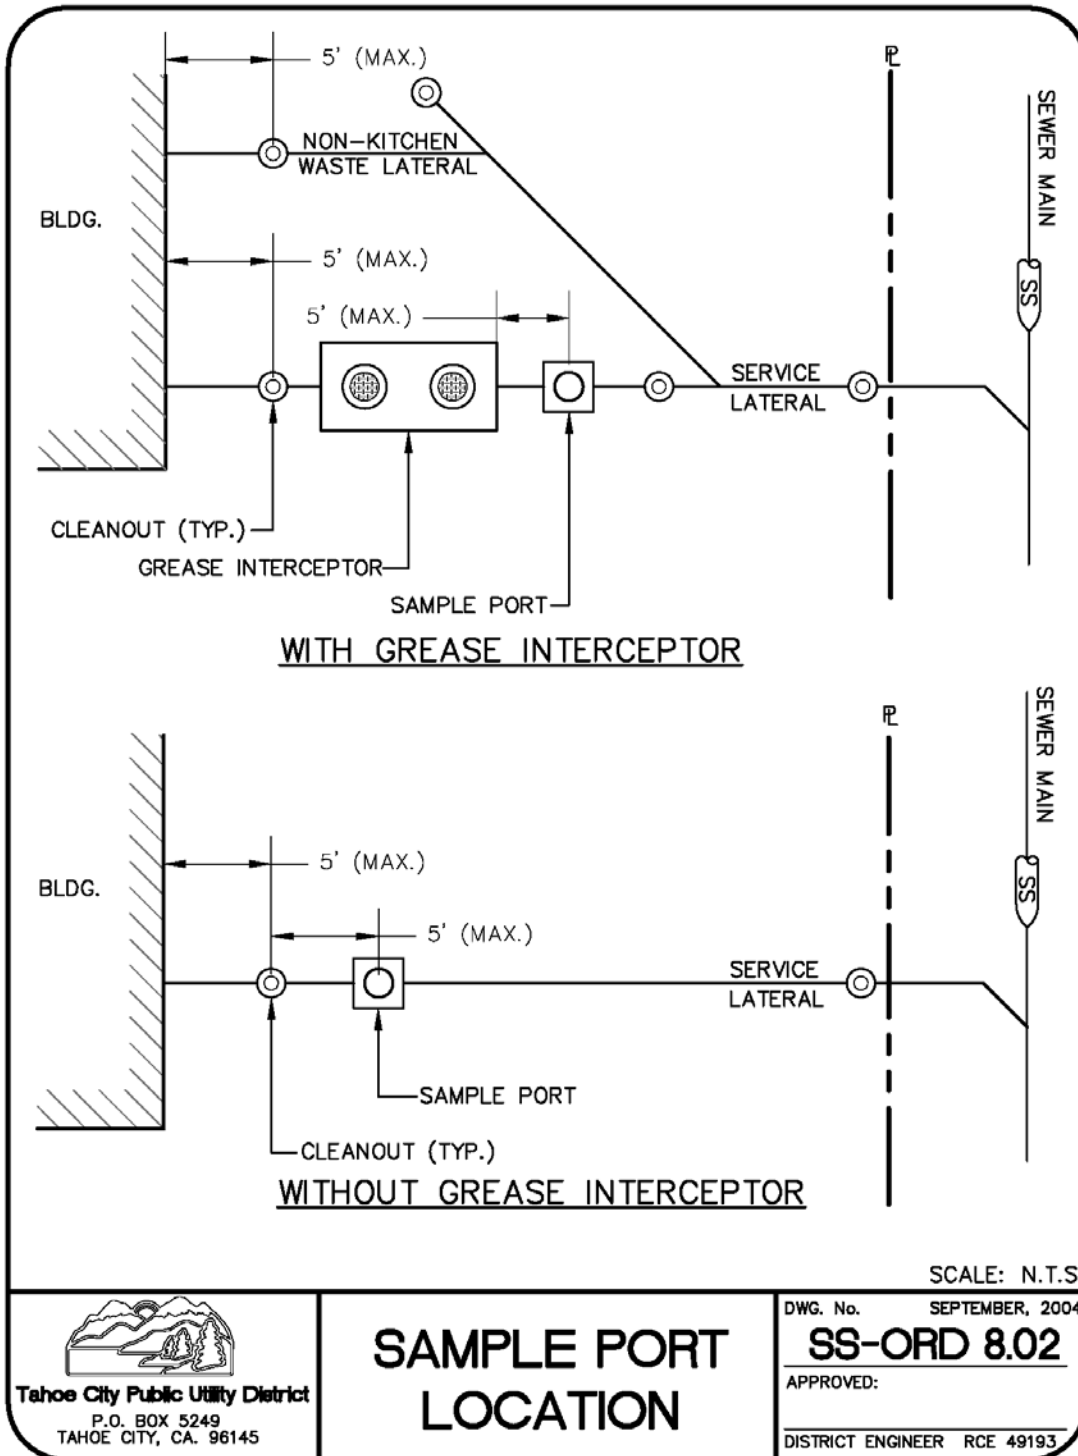 5' (MAX.)
PL
SEWER MAIN
NON-KITCHEN
WASTE LATERAL
BLDG.
5' (MAX.)
SS
5' (MAX.)
SERVICE
LATERAL
CLEANOUT (TYP.)
GREASE INTERCEPTOR
SAMPLE PORT
WITH GREASE INTERCEPTOR
PL
SEWER MAIN
5' (MAX.)
BLDG.
SS
5' (MAX.)
SERVICE
LATERAL
SAMPLE PORT
CLEANOUT (TYP.)
WITHOUT GREASE INTERCEPTOR
SCALE: N.T.S
Tahoe City Public Utility District
P.O. BOX 5249
TAHOE CITY, CA. 96145
SAMPLE PORT
LOCATION
DWG. No. SEPTEMBER, 2004
SS-ORD 8.02
APPROVED:
DISTRICT ENGINEER RCE 49193